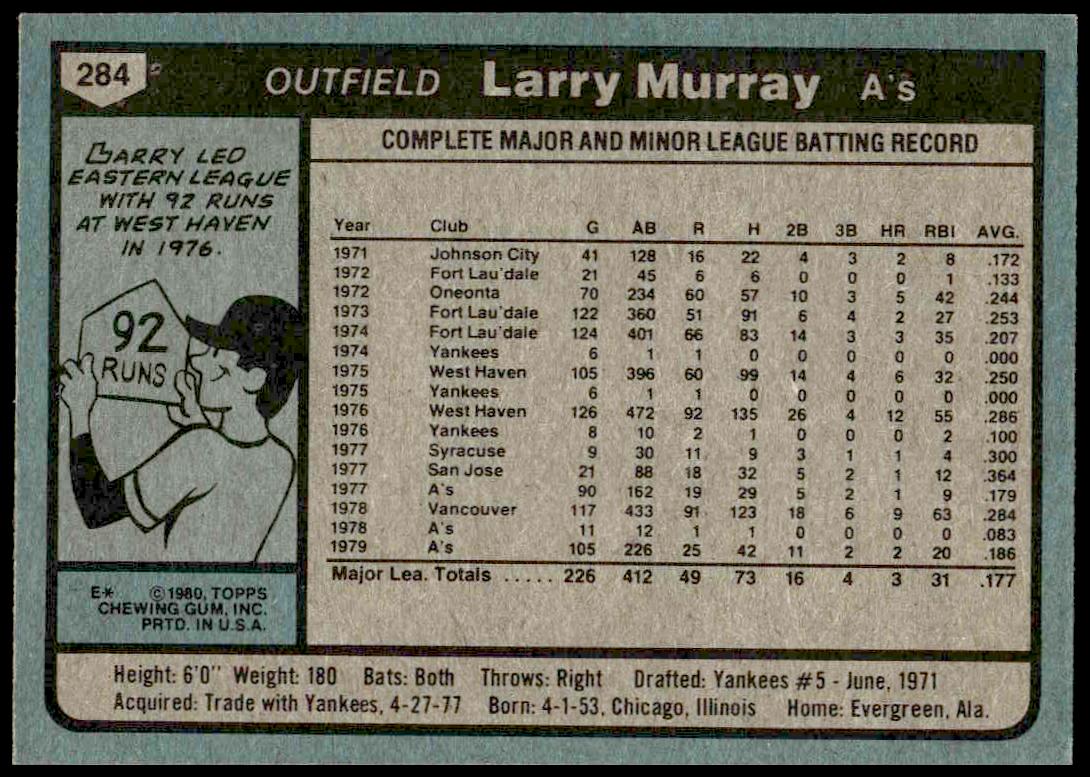 284 OUTFIELD Larry Murray A's
LARRY LED
EASTERN LEAGUE
WITH 92 RUNS
AT WEST HAVEN
IN 1976.
92
RUNS
E* ©1980, TOPPS
CHEWING GUM, INC.
PRTD. IN U.S.A.
COMPLETE MAJOR AND MINOR LEAGUE BATTING RECORD
Year Club G AB R H 2B 3B HR RBI AVG.
1971 Johnson City 41 128 16 22 4 3 2 8 .172
1972 Fort Lau'dale 21 45 6 6 0 0 0 1 .133
1972 Oneonta 70 234 60 57 10 3 5 42 .244
1973 Fort Lau'dale 122 360 51 91 6 4 2 27 .253
1974 Fort Lau'dale 124 401 66 83 14 3 3 35 .207
1974 Yankees 6 1 1 0 0 0 0 0 .000
1975 West Haven 105 396 60 99 14 4 6 32 .250
1975 Yankees 6 1 1 0 0 0 0 0 .000
1976 West Haven 126 472 92 135 26 4 12 55 .286
1976 Yankees 8 10 2 1 0 0 0 2 .100
1977 Syracuse 9 30 11 9 3 1 1 4 .300
1977 San Jose 21 88 18 32 5 2 1 12 .364
1977 A's 90 162 19 29 5 2 1 9 .179
1978 Vancouver 117 433 91 123 18 6 9 63 .284
1978 A's 11 12 1 1 0 0 0 0 .083
1979 A's 105 226 25 42 11 2 2 20 .186
Major Lea. Totals ..... 226 412 49 73 16 4 3 31 .177
Height: 6'0" Weight: 180 Bats: Both Throws: Right Drafted: Yankees #5 - June, 1971
Acquired: Trade with Yankees, 4-27-77 Born: 4-1-53, Chicago, Illinois Home: Evergreen, Ala.